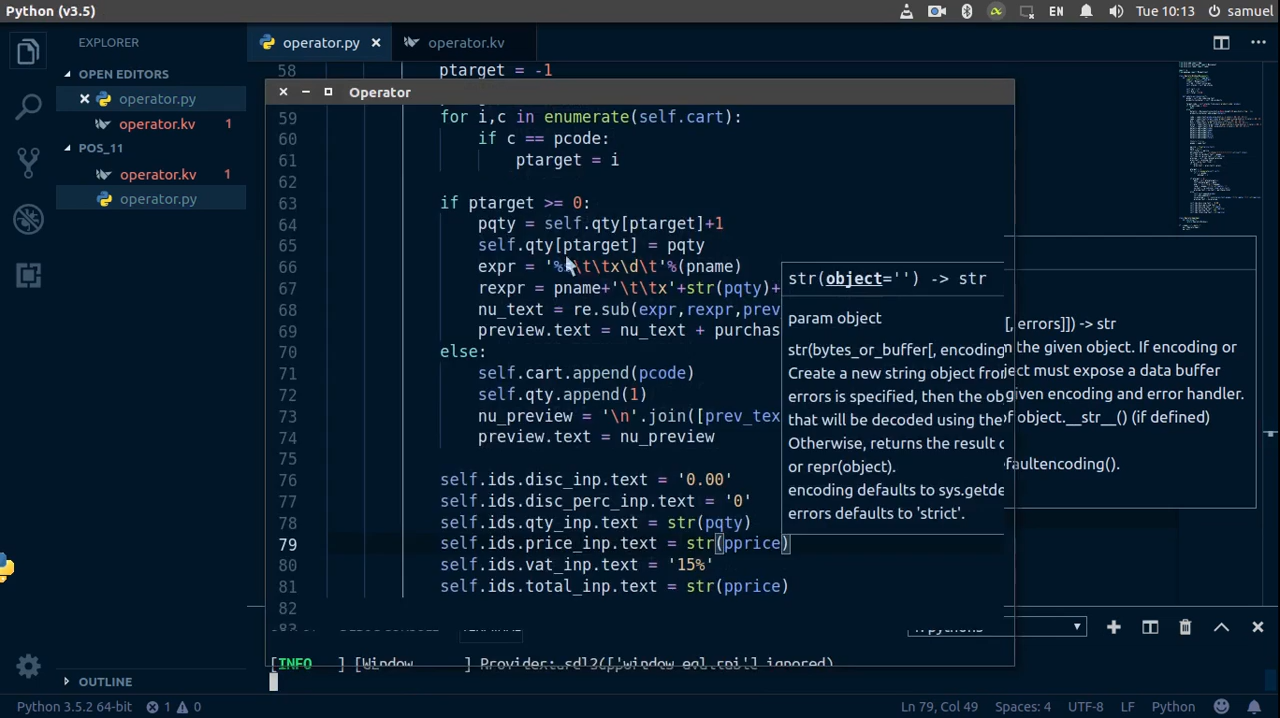 Python (v3.5)
EN
Tue 10:13
samuel
EXPLORER
operator.py
operator.kv
OPEN EDITORS
operator.py
operator.kv 1
POS_11
operator.kv 1
operator.py
OUTLINE
58 ptarget = -1
Operator
59 for i,c in enumerate(self.cart):
60 if c == pcode:
61 ptarget = i
62
63 if ptarget >= 0:
64 pqty = self.qty[ptarget]+1
65 self.qty[ptarget] = pqty
66 expr = '%s\t\tx\d\t'%(pname)
67 rexpr = pname+'\t\tx'+str(pqty)+
68 nu_text = re.sub(expr,rexpr,prev
69 preview.text = nu_text + purchas
70 else:
71 self.cart.append(pcode)
72 self.qty.append(1)
73 nu_preview = '\n'.join([prev_tex
74 preview.text = nu_preview
75
76 self.ids.disc_inp.text = '0.00'
77 self.ids.disc_perc_inp.text = '0'
78 self.ids.qty_inp.text = str(pqty)
79 self.ids.price_inp.text = str(pprice)
80 self.ids.vat_inp.text = '15%'
81 self.ids.total_inp.text = str(pprice)
82
83
str(object='') -> str
param object
str(bytes_or_buffer[, encoding
Create a new string object from
errors is specified, then the obj
that will be decoded using the
Otherwise, returns the result o
or repr(object).
encoding defaults to sys.getde
errors defaults to 'strict'.
[, errors]]) -> str
the given object. If encoding or
ject must expose a data buffer
given encoding and error handler.
of object.__str__() (if defined)
faultencoding().
[INFO ] [Window ] Provider: sdl2(['window_egl_rpi'] ignored)
Python 3.5.2 64-bit
1
0
Ln 79, Col 49
Spaces: 4
UTF-8
LF
Python